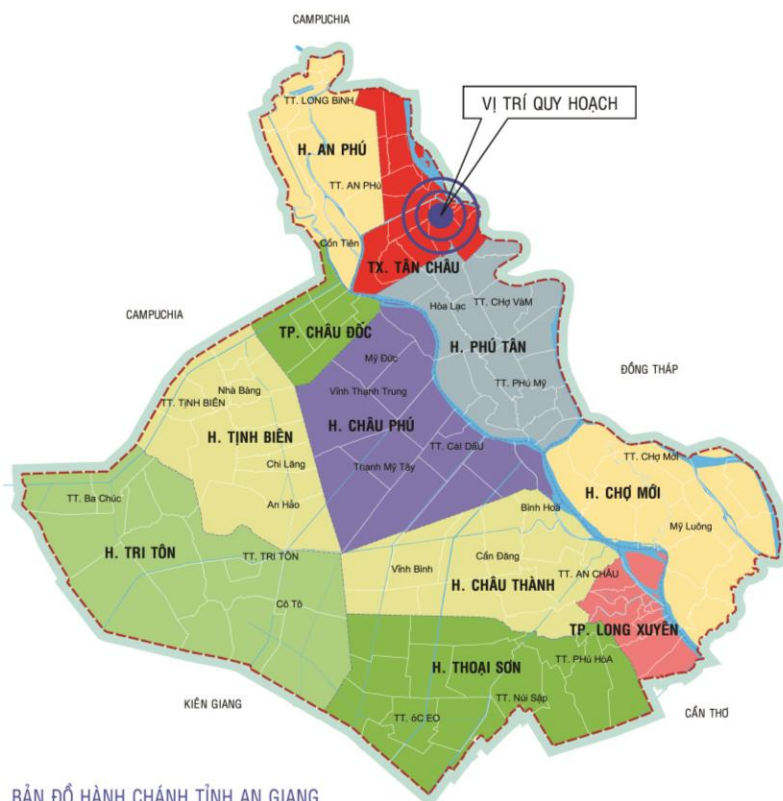 CAMPUCHIA
TT. LONG BìNH
VỊ TRÍ QUY HOẠCH
H. AN PHÚ
TT. AN PHÚ
Cồn Tiên
TX. TÂN CHÂU
Hòa Lạc
TT. CHợ VàM
CAMPUCHIA
TP. CHÂU ĐỐC
H. PHÚ TÂN
Mỹ Đức
ĐỒNG THÁP
Nhà Bàng
TT. TịNH BIÊN
Vĩnh Thạnh Trung
TT. PHú Mỹ
H. TỊNH BIÊN
H. CHÂU PHÚ
TT. Cái DầU
TT. CHợ Mới
Chi Lăng
Thạnh Mỹ Tây
TT. Ba Chúc
An Hảo
H. CHỢ MỚI
Bình Hoà
Mỹ Luông
H. TRI TÔN
TT. TRI TÔN
Cần Đăng
Vĩnh Bình
TT. AN CHÂU
H. CHÂU THÀNH
Cô Tô
TP. LONG XUYÊN
H. THOẠI SƠN
TT. PHú HòA
KIÊN GIANG
TT. Núi Sập
CẦN THƠ
TT. óC EO
BẢN ĐỒ HÀNH CHÁNH TỈNH AN GIANG